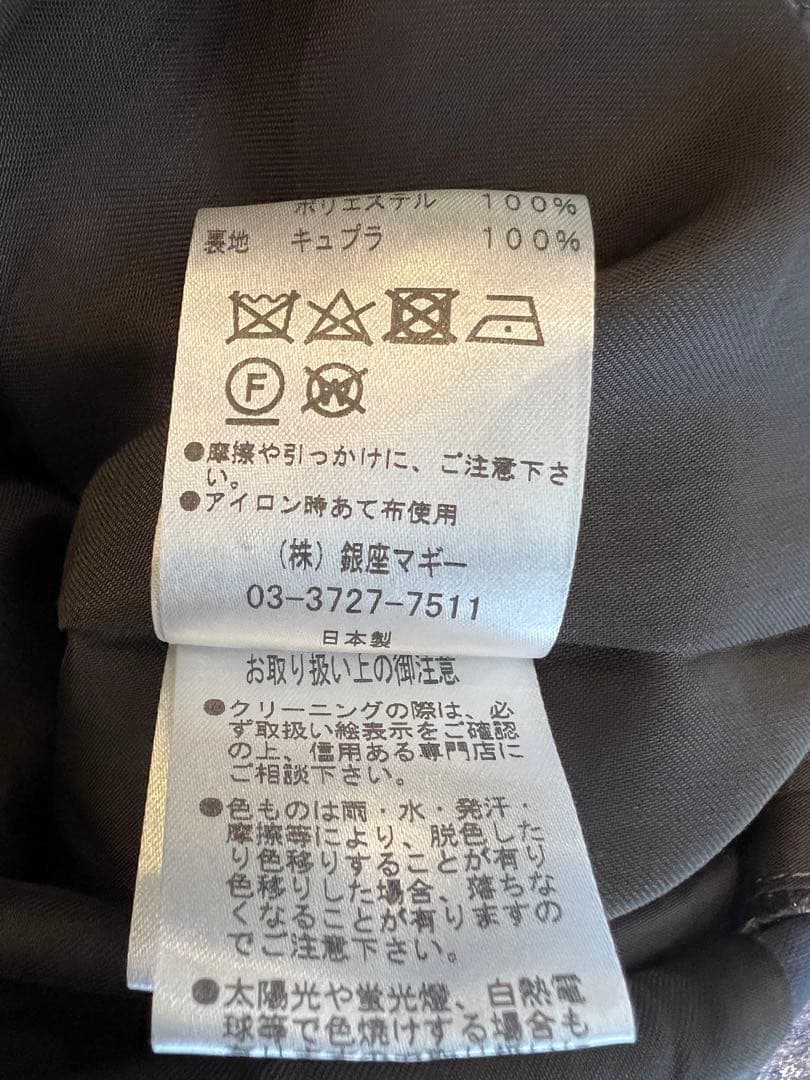 ポリエステル 100%
裏地 キュプラ 100%
F
W
●摩擦や引っかけに、ご注意下さ
い。
●アイロン時あて布使用
(株) 銀座マギー
03-3727-7511
日本製
お取り扱い上の御注意
●クリーニングの際は、必
ず取扱い絵表示をご確認
の上、信用ある専門店に
ご相談下さい。
●色ものは雨・水・発汗・
摩擦等により、脱色した
り色移りすることが有り
色移りした場合、落ちな
くなることが有りますの
でご注意下さい。
●太陽光や蛍光燈、白熱電
球等で色焼けする場合も